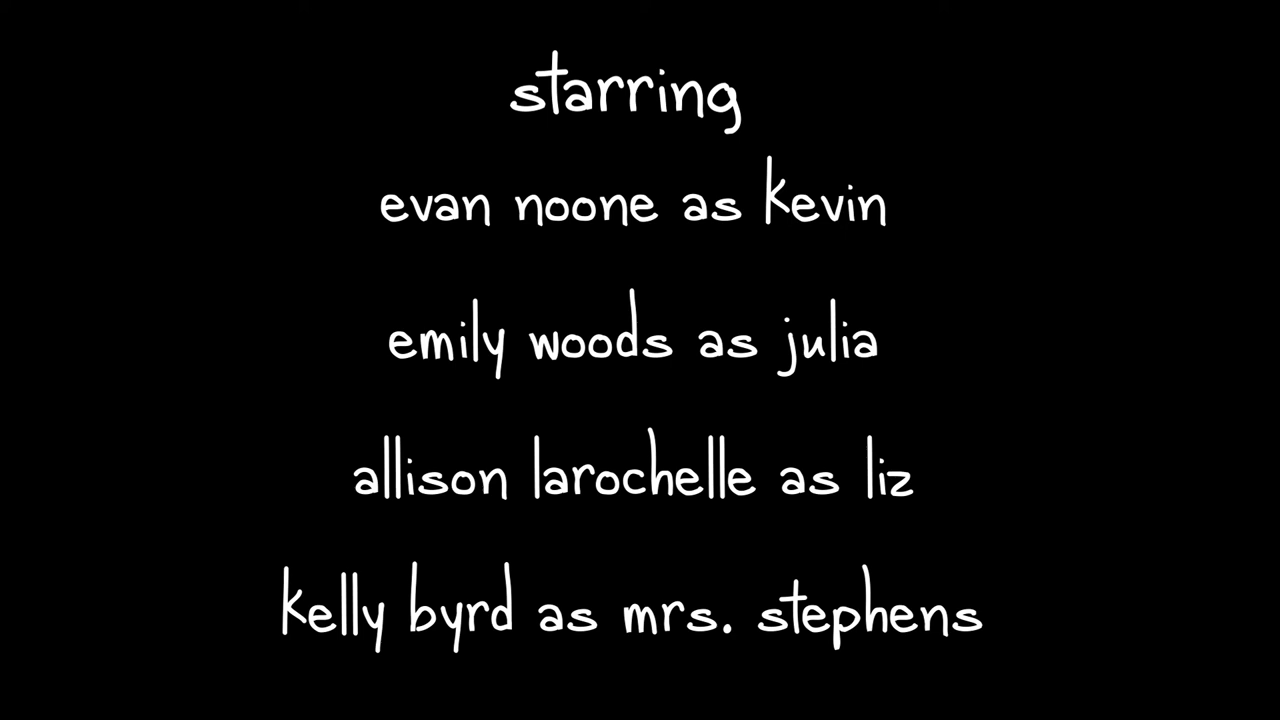 starring
evan noone as kevin
emily woods as julia
allison larochelle as liz
kelly byrd as mrs. stephens